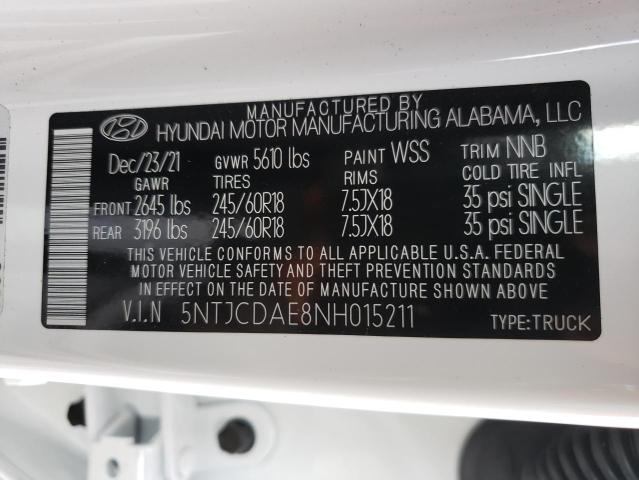 MANUFACTURED BY
HYUNDAI MOTOR MANUFACTURING ALABAMA, LLC
Dec/23/21 GVWR 5610 lbs PAINT WSS TRIM NNB
GAWR TIRES RIMS COLD TIRE INFL
FRONT 2645 lbs 245/60R18 7.5JX18 35 psi SINGLE
REAR 3196 lbs 245/60R18 7.5JX18 35 psi SINGLE
THIS VEHICLE CONFORMS TO ALL APPLICABLE U.S.A. FEDERAL
MOTOR VEHICLE SAFETY AND THEFT PREVENTION STANDARDS
IN EFFECT ON THE DATE OF MANUFACTURE SHOWN ABOVE.
V.I.N 5NTJCDAE8NH015211 TYPE:TRUCK